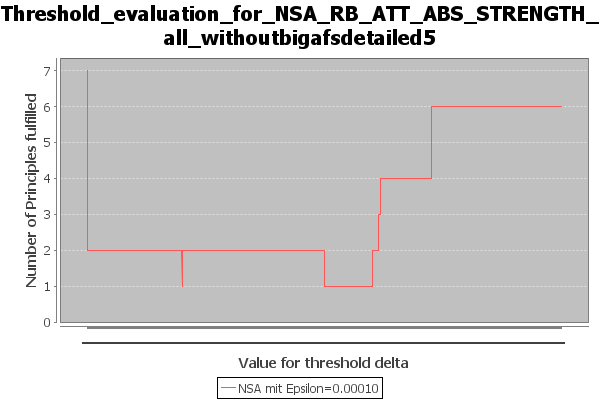 Threshold_evaluation_for_NSA_RB_ATT_ABS_STRENGTH_
all_withoutbigafsdetailed5
7
6
5
4
3
2
1
0
Number of Principles fulfilled
Value for threshold delta
NSA mit Epsilon=0.00010